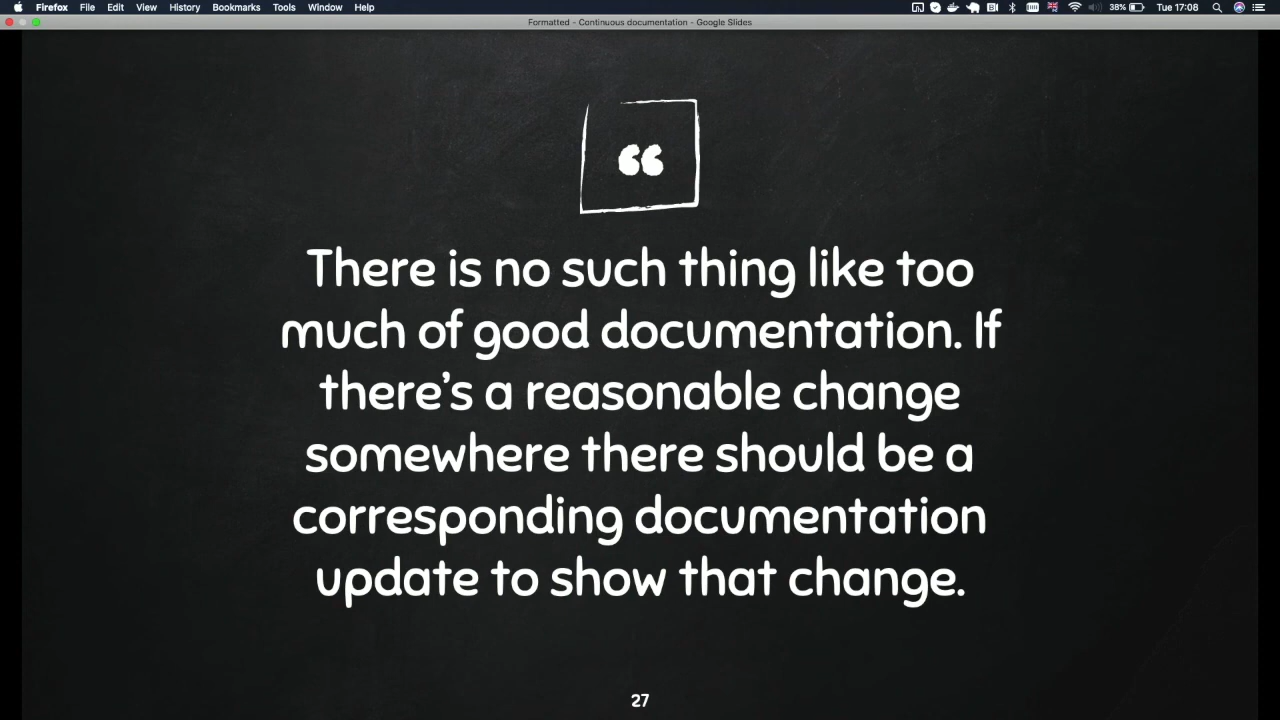 Firefox File Edit View History Bookmarks Tools Window Help 38% Tue 17:08
Formatted - Continuous documentation - Google Slides
“
There is no such thing like too
much of good documentation. If
there’s a reasonable change
somewhere there should be a
corresponding documentation
update to show that change.
27